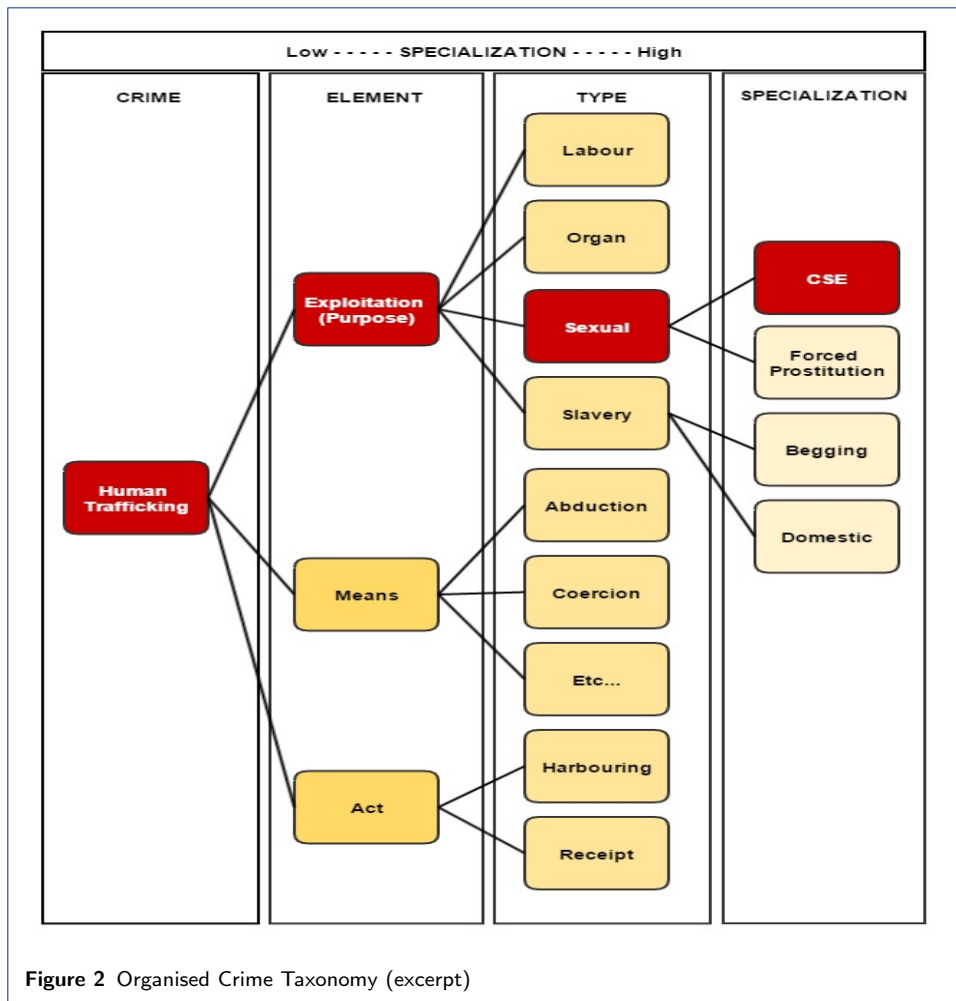 Low - - - - - SPECIALIZATION - - - - - High
CRIME
ELEMENT
TYPE
SPECIALIZATION
Human
Trafficking
Exploitation
(Purpose)
Means
Act
Labour
Organ
Sexual
Slavery
Abduction
Coercion
Etc...
Harbouring
Receipt
CSE
Forced
Prostitution
Begging
Domestic
Figure 2 Organised Crime Taxonomy (excerpt)